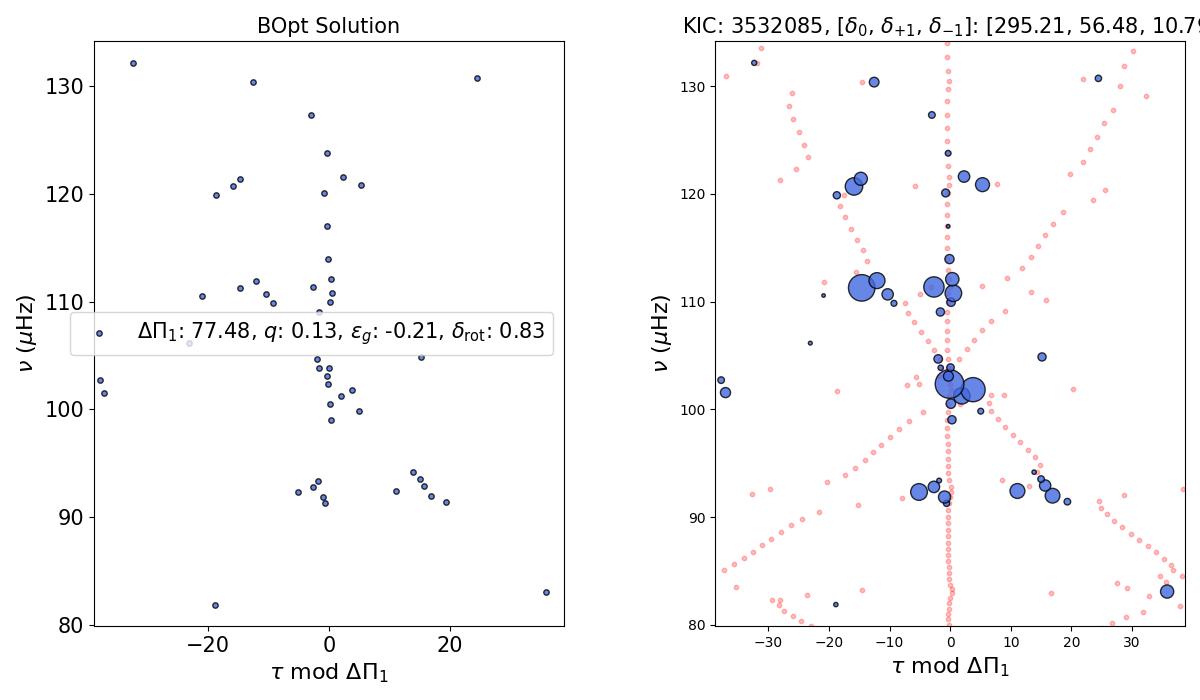 BOpt Solution
KIC: 3532085, [δ₀, δ₊₁, δ₋₁]: [295.21, 56.48, 10.79
130
120
110
100
90
80
ν (μHz)
ΔΠ₁: 77.48, q: 0.13, ε_g: -0.21, δ_rot: 0.83
−20 0 20
τ mod ΔΠ₁
130
120
110
100
90
80
ν (μHz)
−30 −20 −10 0 10 20 30
τ mod ΔΠ₁